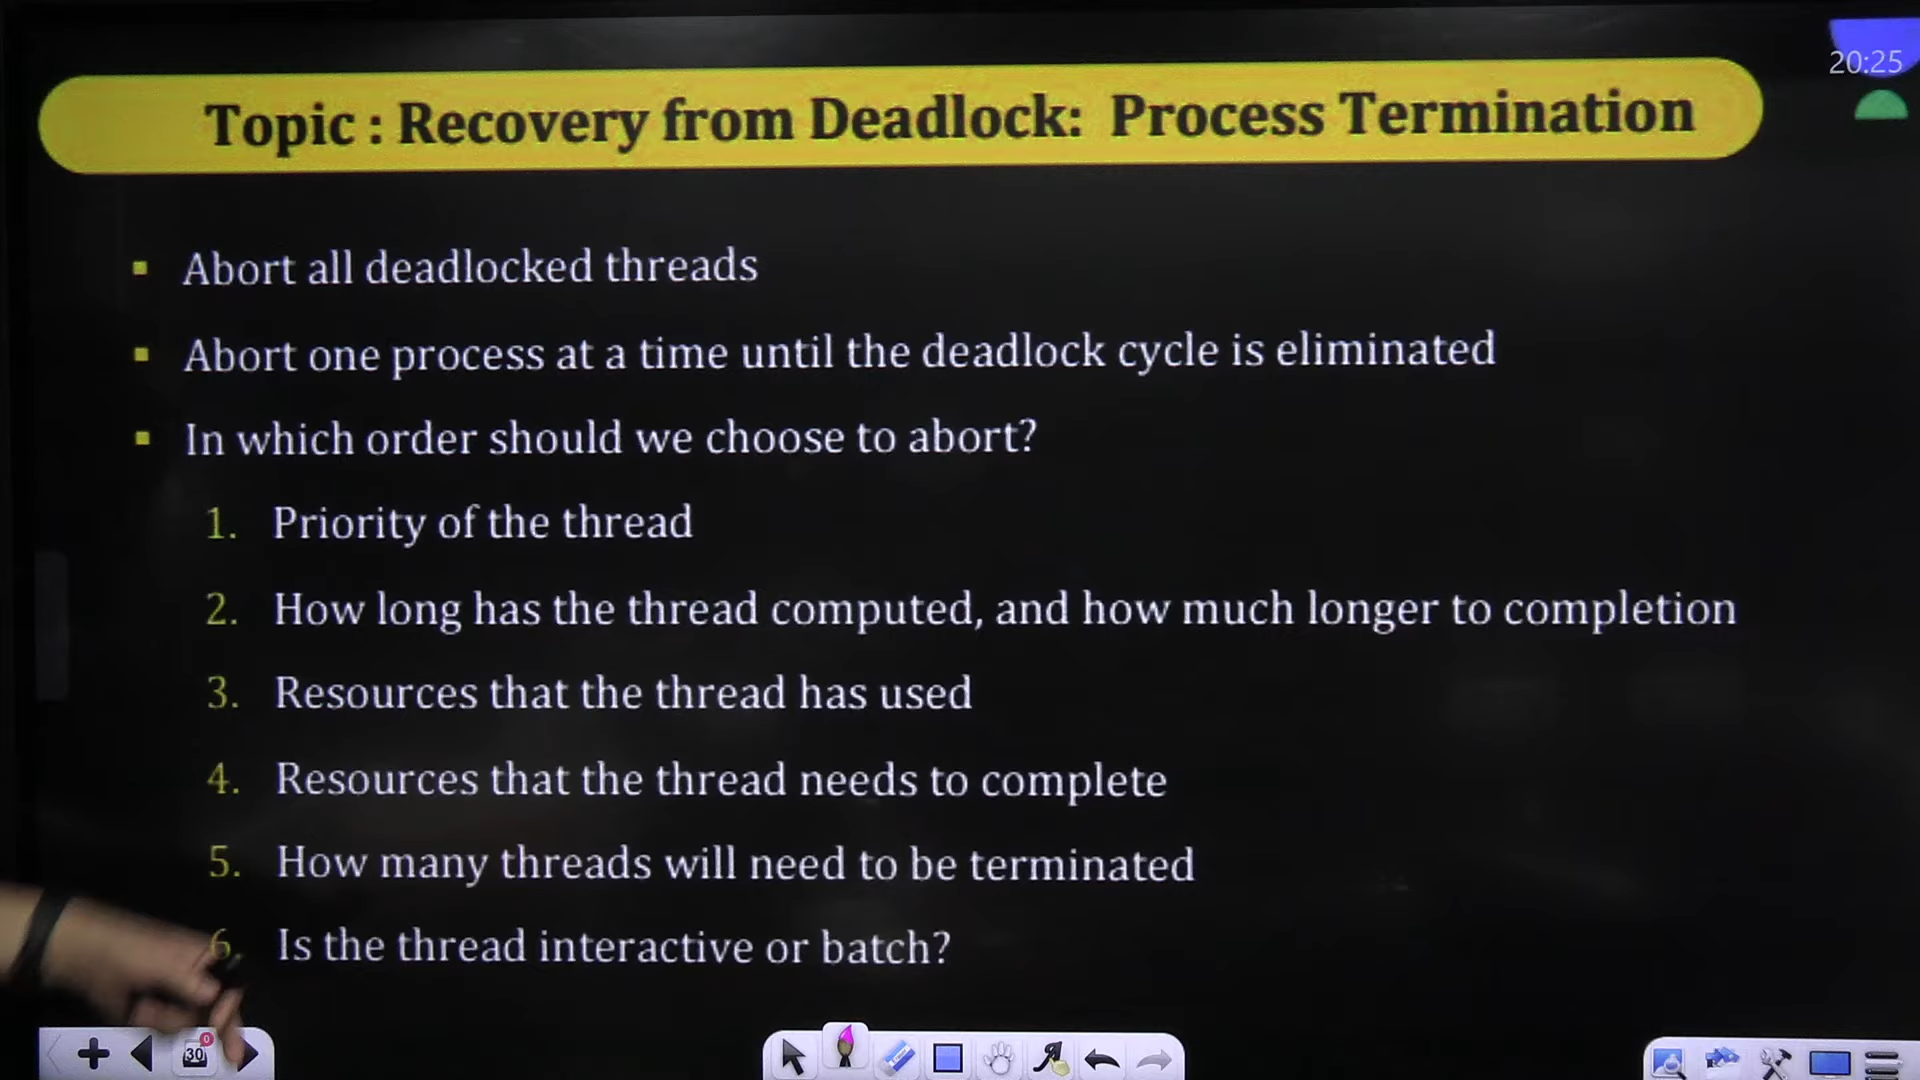 20:25
Topic : Recovery from Deadlock: Process Termination
▪ Abort all deadlocked threads
▪ Abort one process at a time until the deadlock cycle is eliminated
▪ In which order should we choose to abort?
1. Priority of the thread
2. How long has the thread computed, and how much longer to completion
3. Resources that the thread has used
4. Resources that the thread needs to complete
5. How many threads will need to be terminated
6. Is the thread interactive or batch?
0
30